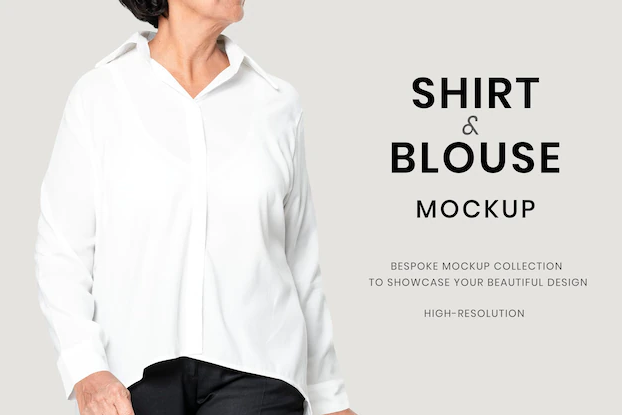 SHIRT
&
BLOUSE
MOCKUP
BESPOKE MOCKUP COLLECTION
TO SHOWCASE YOUR BEAUTIFUL DESIGN
HIGH-RESOLUTION